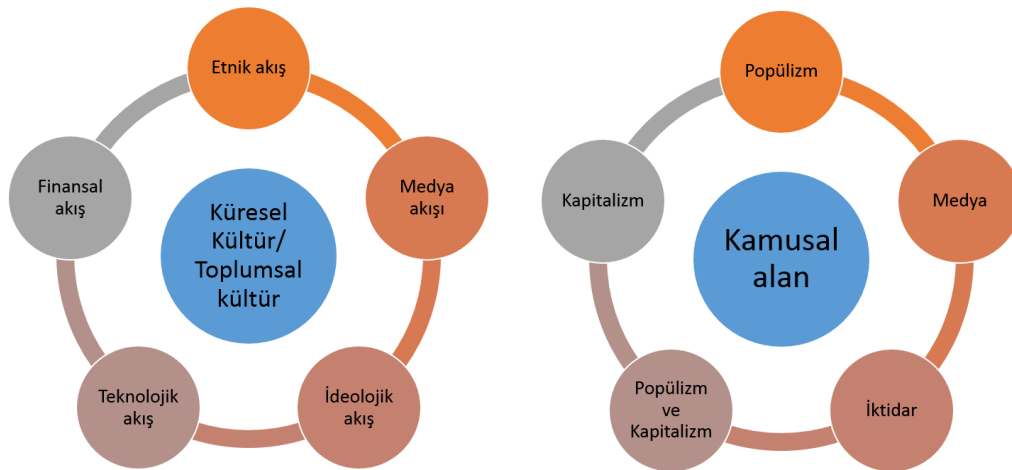 Etnik akış
Medya
akışı
İdeolojik
akış
Teknolojik
akış
Finansal
akış
Küresel
Kültür/
Toplumsal
kültür
Popülizm
Medya
İktidar
Popülizm
ve
Kapitalizm
Kapitalizm
Kamusal
alan